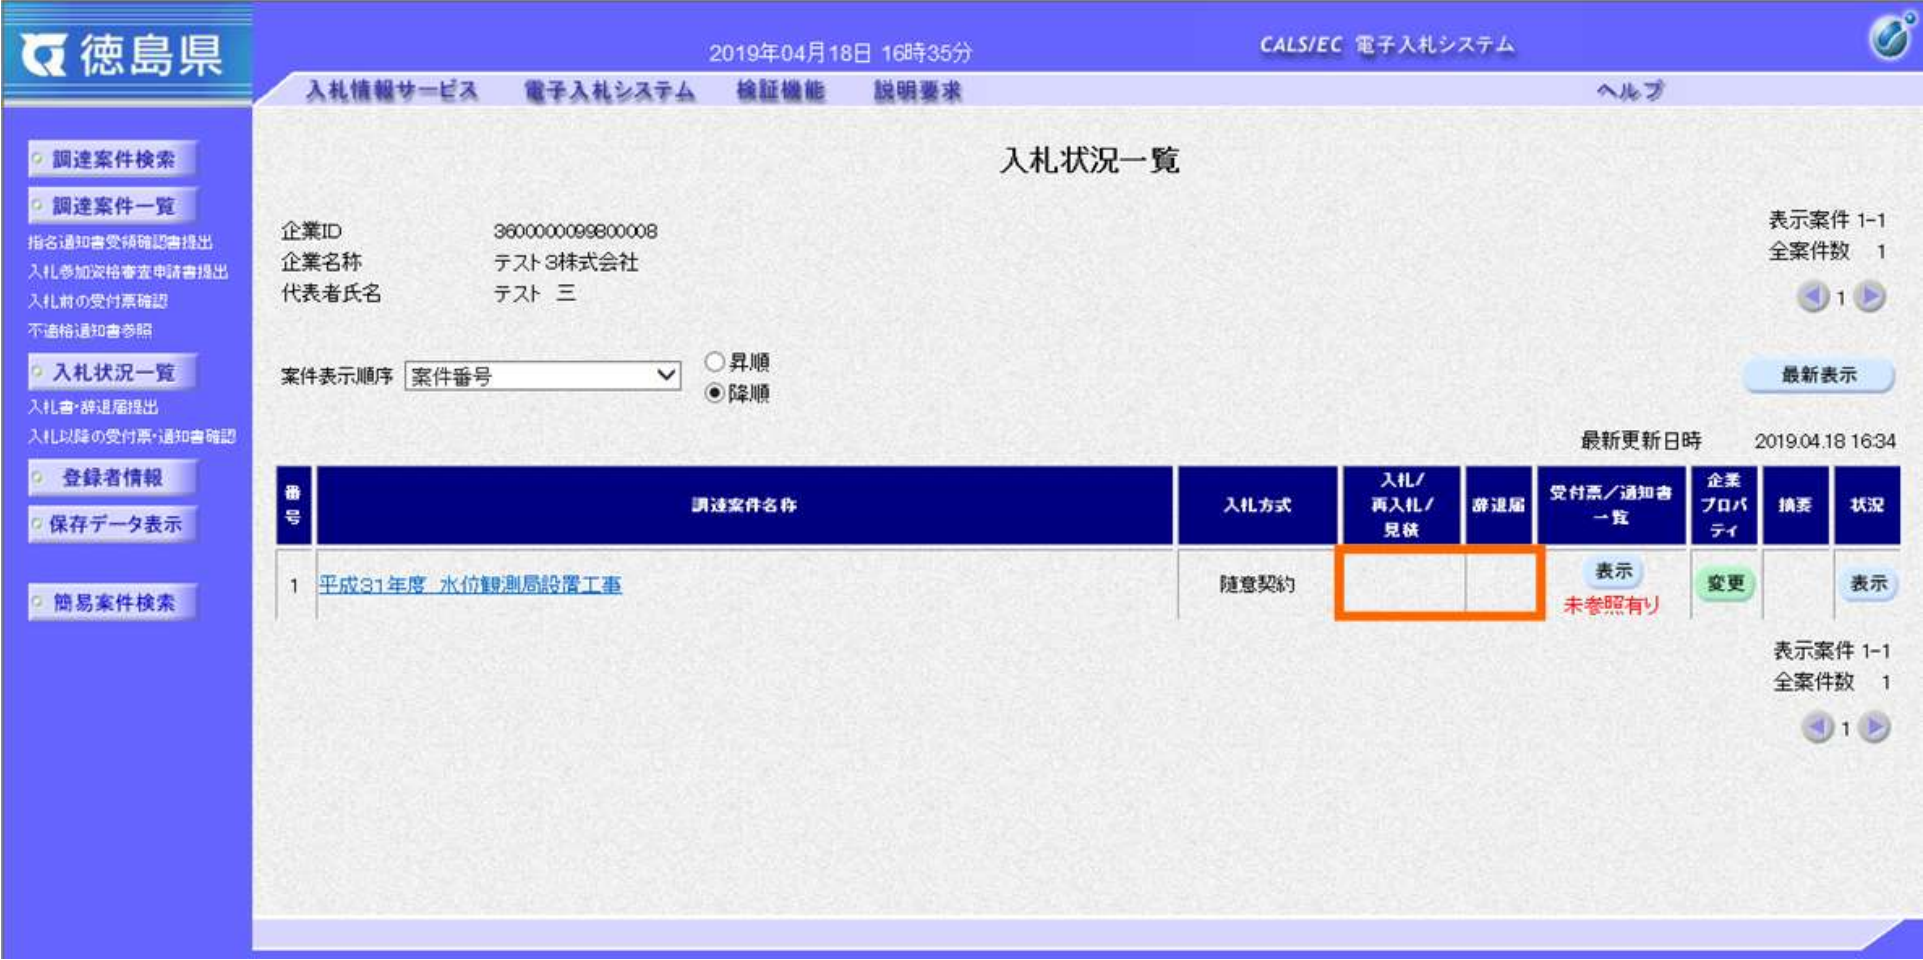 徳島県
2019年04月18日 16時35分
CALS/EC 電子入札システム
入札情報サービス 電子入札システム 検証機能 説明要求 ヘルプ
調達案件検索
調達案件一覧
指名通知書受領確認書提出
入札参加資格審査申請書提出
入札前の受付票確認
不適格通知書参照
入札状況一覧
入札書・辞退届提出
入札以降の受付票・通知書確認
登録者情報
保存データ表示
簡易案件検索
入札状況一覧
企業ID 3600000099800008
企業名称 テスト3株式会社
代表者氏名 テスト 三
表示案件 1-1
全案件数 1
1
案件表示順序 案件番号
昇順
降順
最新表示
最新更新日時 2019.04.18 16:34
番号 調達案件名称 入札方式 入札/再入札/見積 辞退届 受付票/通知書一覧 企業プロパティ 摘要 状況
1 平成31年度 水位観測局設置工事 随意契約 表示 未参照有り 変更 表示
表示案件 1-1
全案件数 1
1